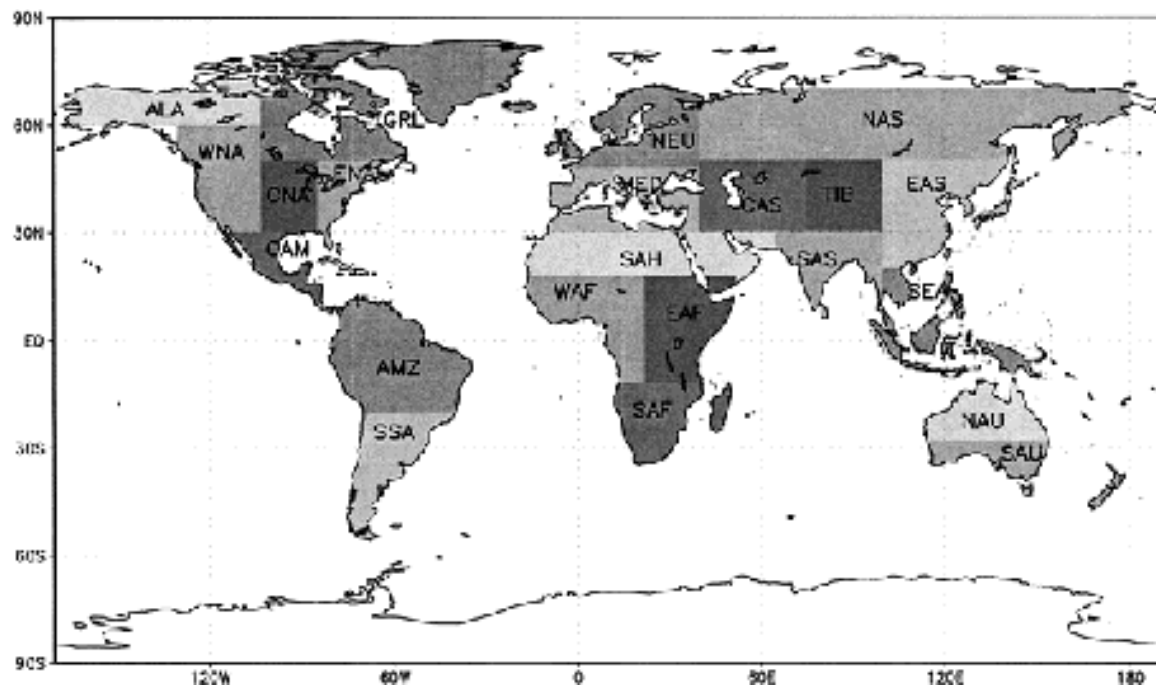 90N
ALA
GRL
NAS
60N
NEU
WNA
ENA
MED
EAS
CNA
CAS
TIB
30N
CAM
SAH
SAS
WAF
SEA
EAF
EQ
AMZ
SAF
NAU
SSA
30S
SAU
60S
90S
120W
60W
0
60E
120E
180